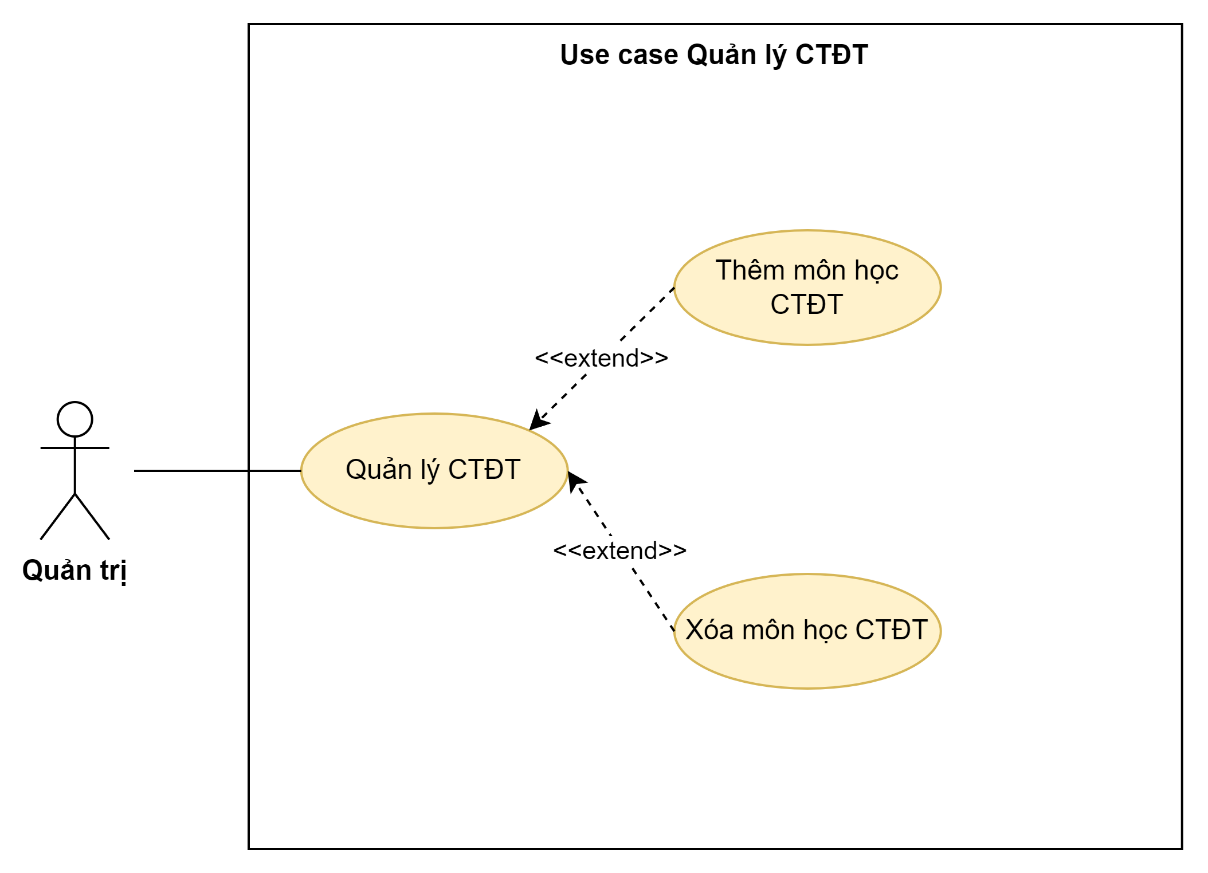 Use case Quản lý CTĐT
Thêm môn học
CTĐT
<<extend>>
Quản lý CTĐT
<<extend>>
Quản trị
Xóa môn học CTĐT